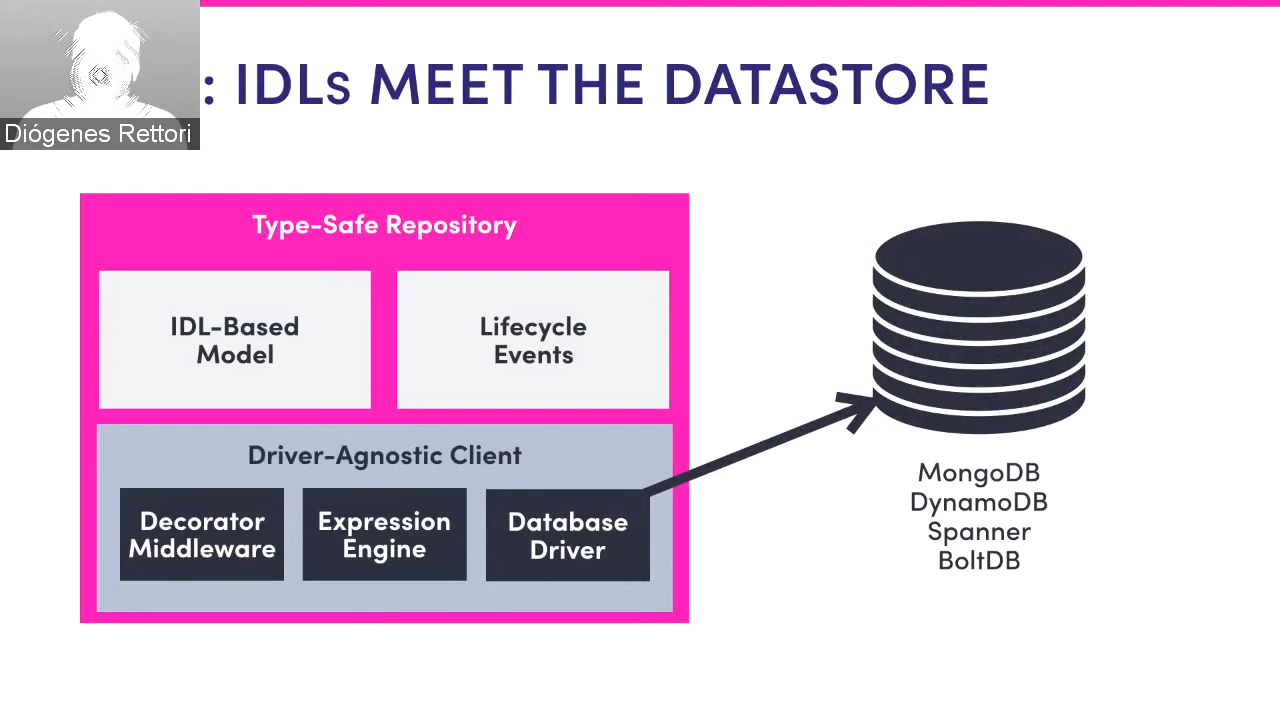 : IDLs MEET THE DATASTORE
Diógenes Rettori
Type-Safe Repository
IDL-Based
Model
Lifecycle
Events
Driver-Agnostic Client
Decorator
Middleware
Expression
Engine
Database
Driver
MongoDB
DynamoDB
Spanner
BoltDB